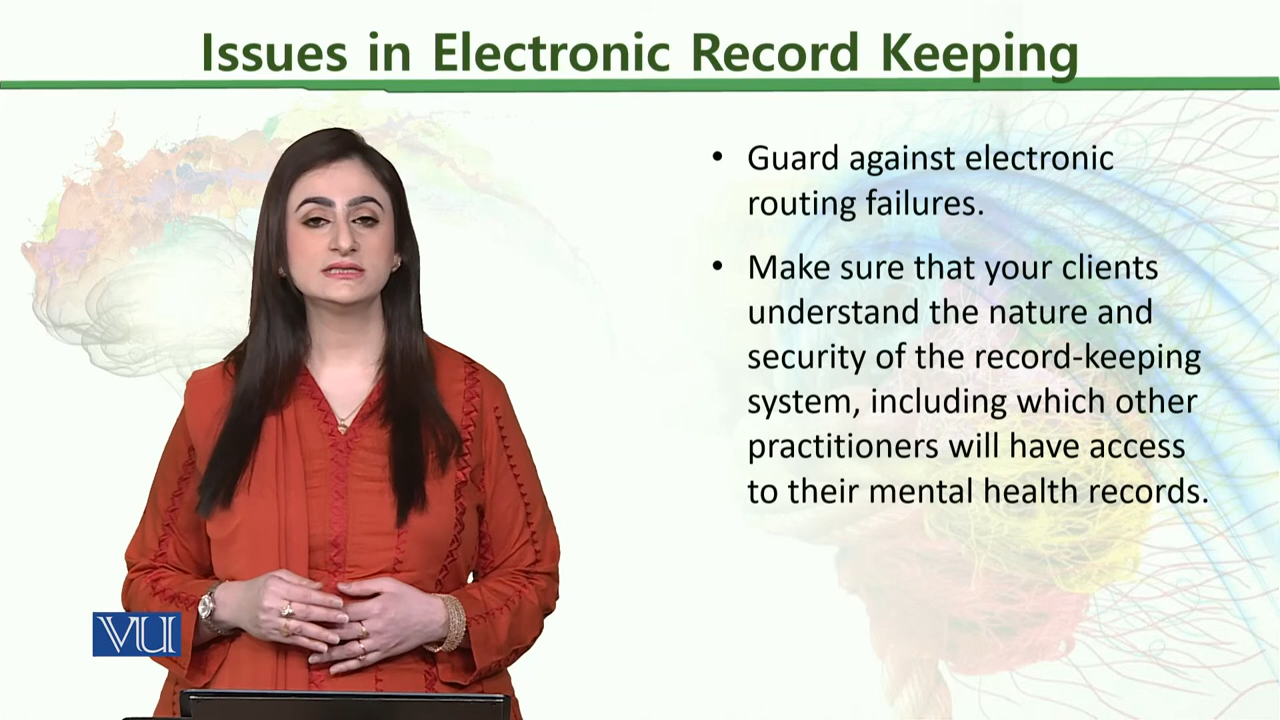 Issues in Electronic Record Keeping
• Guard against electronic
routing failures.
• Make sure that your clients
understand the nature and
security of the record-keeping
system, including which other
practitioners will have access
to their mental health records.
VU